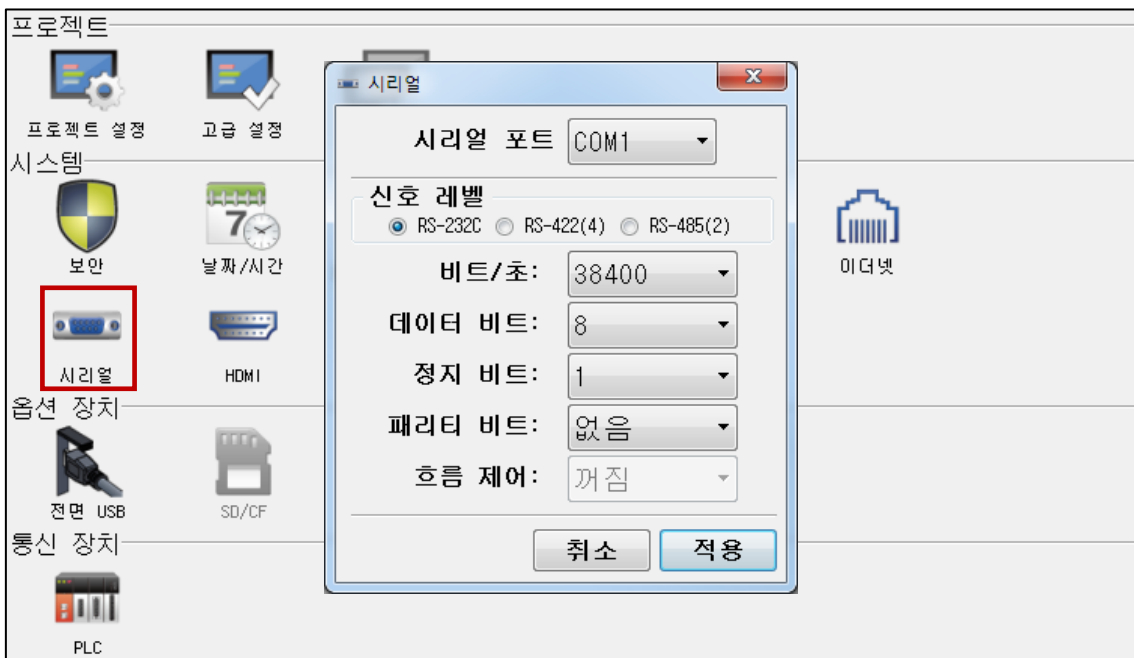 프로젝트
프로젝트 설정
고급 설정
시스템
보안
7
날짜/시간
이더넷
시리얼
HDMI
옵션 장치
전면 USB
SD/CF
통신 장치
PLC
시리얼
시리얼 포트 COM1
신호 레벨
RS-232C RS-422(4) RS-485(2)
비트/초: 38400
데이터 비트: 8
정지 비트: 1
패리티 비트: 없음
흐름 제어: 꺼짐
취소 적용